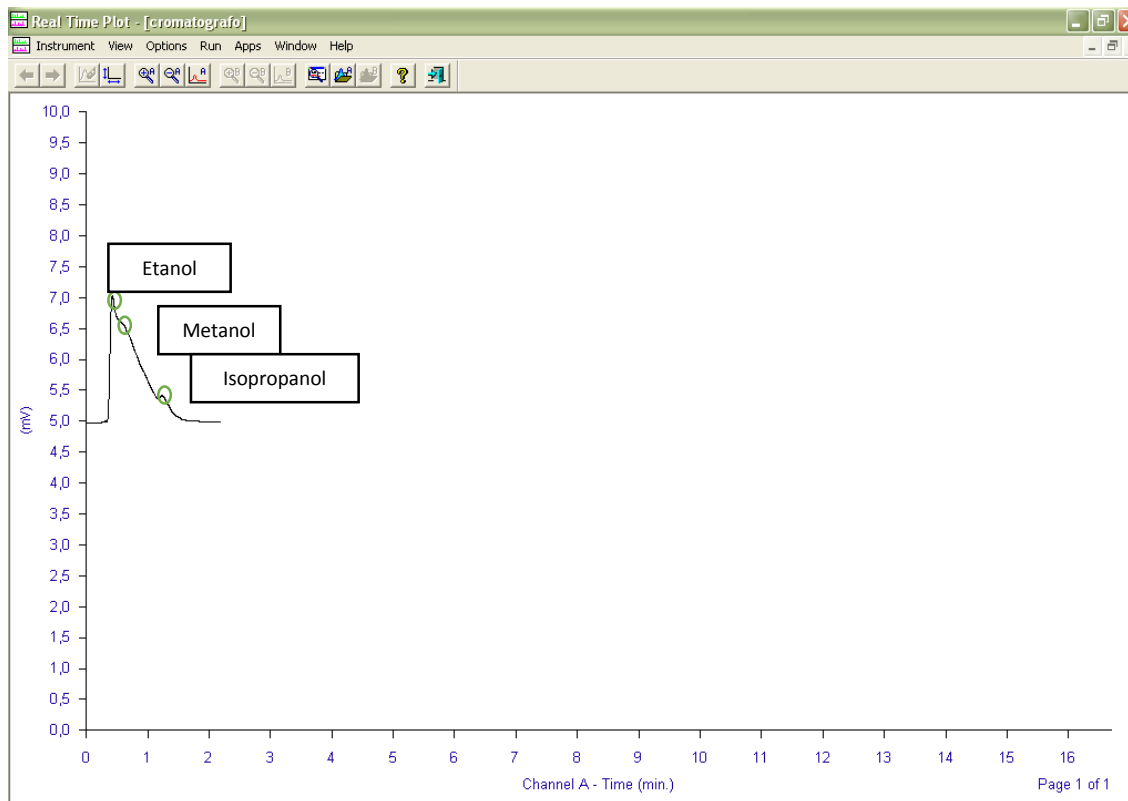 Real Time Plot - [cromatografo]
Instrument View Options Run Apps Window Help
10,0
9,5
9,0
8,5
8,0
7,5
7,0
6,5
6,0
5,5
5,0
4,5
4,0
3,5
3,0
2,5
2,0
1,5
1,0
0,5
0,0
(mV)
Etanol
Metanol
Isopropanol
0 1 2 3 4 5 6 7 8 9 10 11 12 13 14 15 16
Channel A - Time (min.)
Page 1 of 1